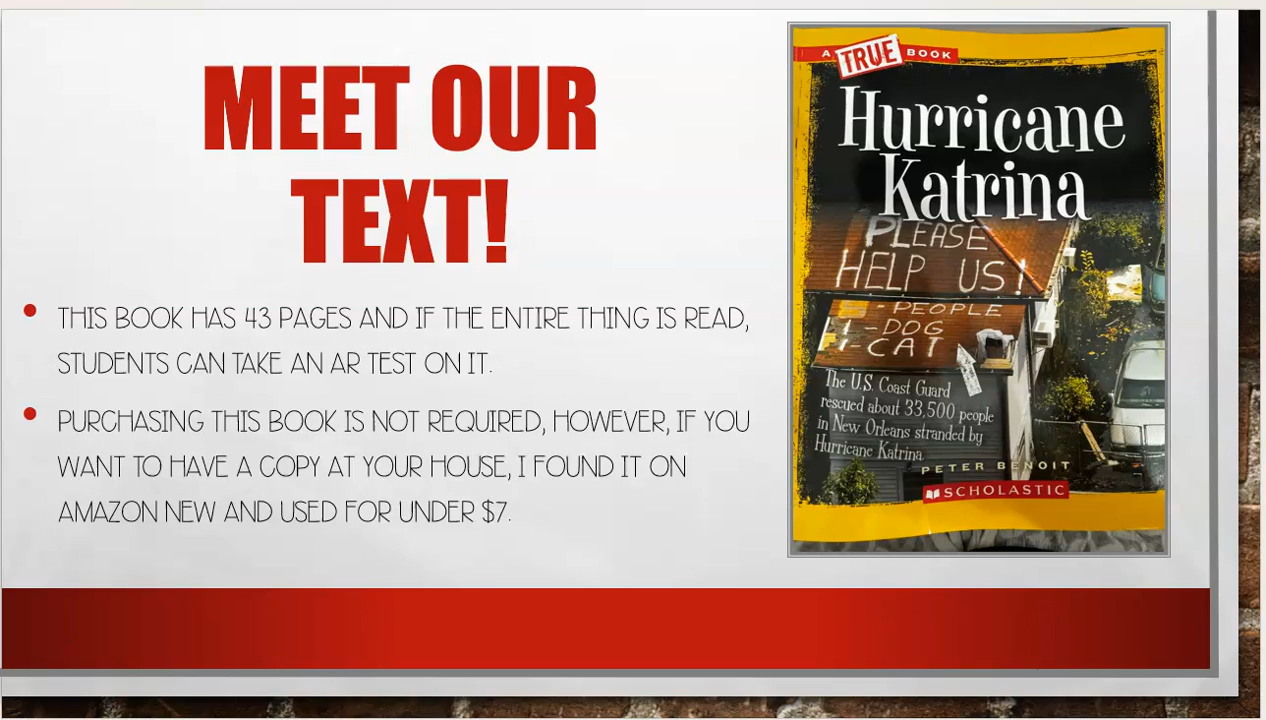 MEET OUR
TEXT!
THIS BOOK HAS 43 PAGES AND IF THE ENTIRE THING IS READ,
STUDENTS CAN TAKE AN AR TEST ON IT.
PURCHASING THIS BOOK IS NOT REQUIRED, HOWEVER, IF YOU
WANT TO HAVE A COPY AT YOUR HOUSE, I FOUND IT ON
AMAZON NEW AND USED FOR UNDER $7.
A TRUE BOOK
Hurricane
Katrina
PLEASE
HELP US!
- PEOPLE
1 - DOG
1 - CAT
The U.S. Coast Guard
rescued about 33,500 people
in New Orleans stranded by
Hurricane Katrina.
PETER BENOIT
SCHOLASTIC